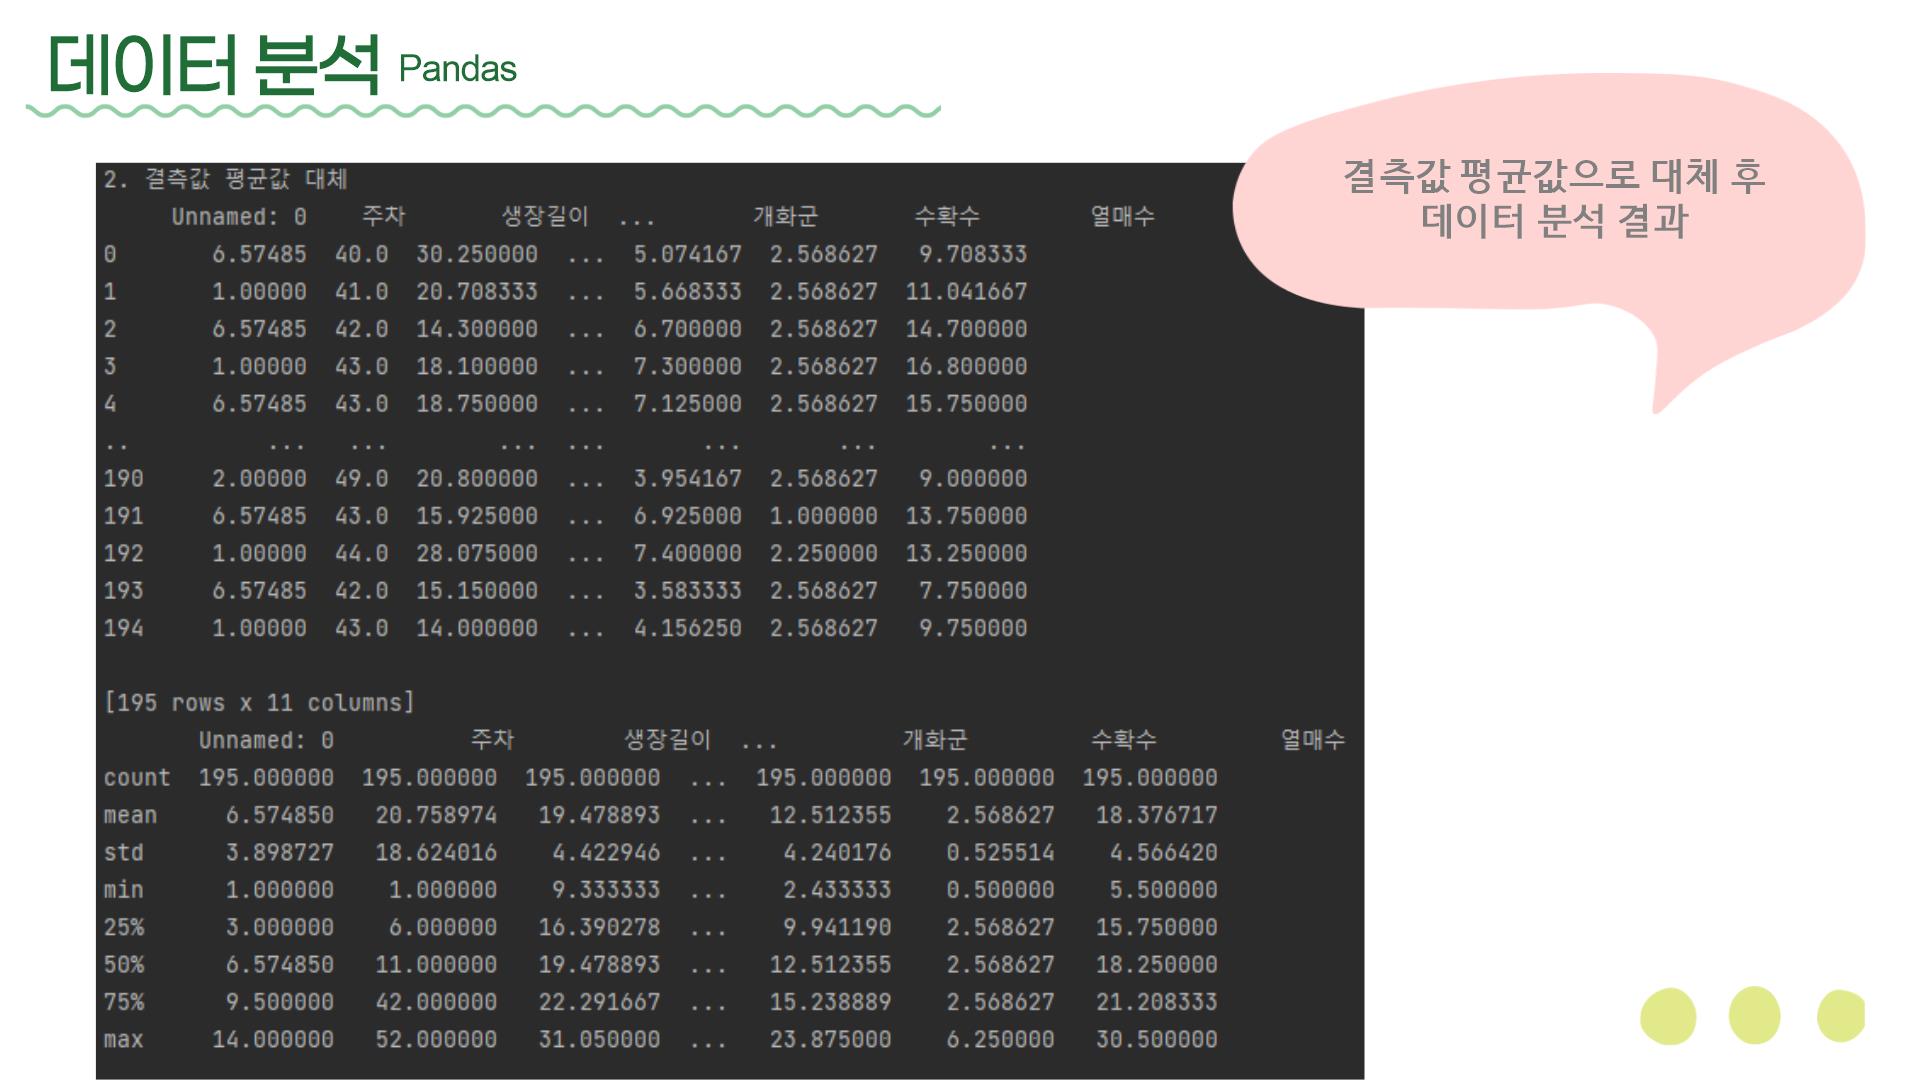 데이터 분석 Pandas
결측값 평균값으로 대체 후
데이터 분석 결과
2. 결측값 평균값 대체
Unnamed: 0 주차 생장길이 ... 개화군 수확수 열매수
0 6.57485 40.0 30.250000 ... 5.074167 2.568627 9.708333
1 1.00000 41.0 20.708333 ... 5.668333 2.568627 11.041667
2 6.57485 42.0 14.300000 ... 6.700000 2.568627 14.700000
3 1.00000 43.0 18.100000 ... 7.300000 2.568627 16.800000
4 6.57485 43.0 18.750000 ... 7.125000 2.568627 15.750000
.. ... ... ... ... ... ... ...
190 2.00000 49.0 20.800000 ... 3.954167 2.568627 9.000000
191 6.57485 43.0 15.925000 ... 6.925000 1.000000 13.750000
192 1.00000 44.0 28.075000 ... 7.400000 2.250000 13.250000
193 6.57485 42.0 15.150000 ... 3.583333 2.568627 7.750000
194 1.00000 43.0 14.000000 ... 4.156250 2.568627 9.750000
[195 rows x 11 columns]
Unnamed: 0 주차 생장길이 ... 개화군 수확수 열매수
count 195.000000 195.000000 195.000000 ... 195.000000 195.000000 195.000000
mean 6.574850 20.758974 19.478893 ... 12.512355 2.568627 18.376717
std 3.898727 18.624016 4.422946 ... 4.240176 0.525514 4.566420
min 1.000000 1.000000 9.333333 ... 2.433333 0.500000 5.500000
25% 3.000000 6.000000 16.390278 ... 9.941190 2.568627 15.750000
50% 6.574850 11.000000 19.478893 ... 12.512355 2.568627 18.250000
75% 9.500000 42.000000 22.291667 ... 15.238889 2.568627 21.208333
max 14.000000 52.000000 31.050000 ... 23.875000 6.250000 30.500000